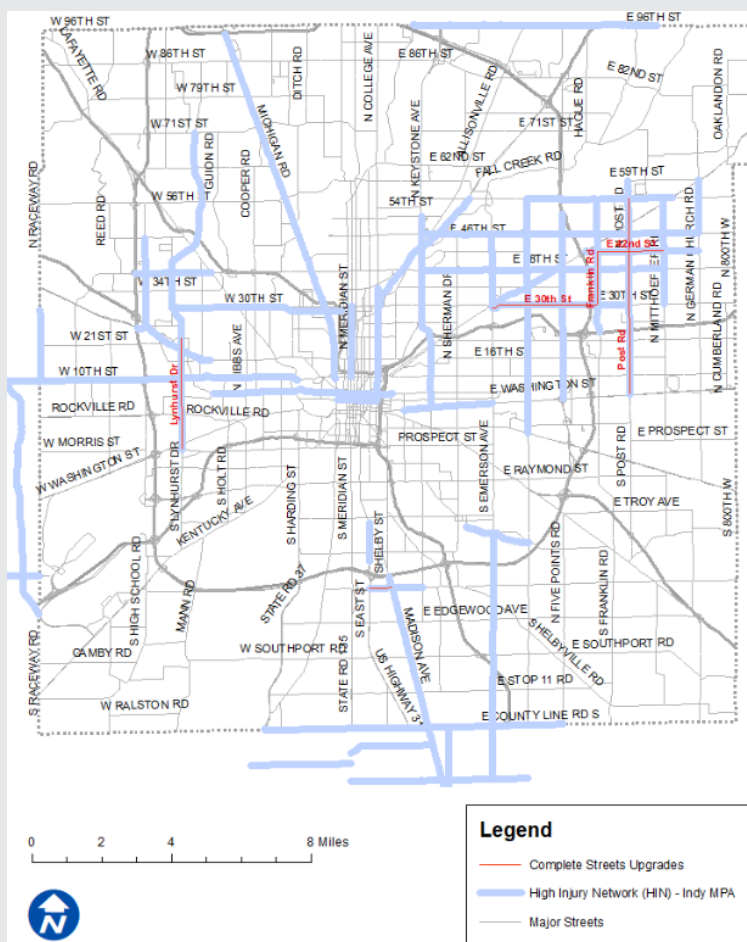 W 96TH ST
E 96TH ST
LAFAYETTE RD
W 86TH ST
DITCH RD
N COLLEGE AVE
E 86TH ST
E 82ND ST
OAKLANDON RD
W 79TH ST
MICHIGAN RD
HAGUE RD
W 71ST ST
E 71ST ST
GUION RD
COOPER RD
N KEYSTONE AVE
E 62ND ST
FALL CREEK RD
E 59TH ST
W 56TH ST
54TH ST
N RACEWAY RD
REED RD
E 46TH ST
E 42nd St
N GERMAN CHURCH RD
N 800TH W
W 34TH ST
Franklin Rd
W 30TH ST
E 30th St
E 30TH ST
N MERIDIAN ST
N SHERMAN DR
N CUMBERLAND RD
W 21ST ST
E 16TH ST
Post Rd
W 10TH ST
Lynhurst Dr
E WASHINGTON ST
ROCKVILLE RD
ROCKVILLE RD
W MORRIS ST
PROSPECT ST
E PROSPECT ST
W WASHINGTON ST
S LYNHURST DR
S HOLT RD
S HARDING ST
S MERIDIAN ST
S EMERSON AVE
E RAYMOND ST
S POST RD
KENTUCKY AVE
E TROY AVE
S 800TH W
SHELBY ST
S HIGH SCHOOL RD
MANN RD
STATE RD 37
S EAST ST
N FIVE POINTS RD
S FRANKLIN RD
E EDGEWOOD AVE
MADISON AVE
S RACEWAY RD
CAMBY RD
W SOUTHPORT RD
STATE RD 135
S SHELBYVILLE RD
E SOUTHPORT RD
E STOP 11 RD
W RALSTON RD
US HIGHWAY 31
E COUNTY LINE RD S
Legend
0 2 4 8 Miles
Complete Streets Upgrades
High Injury Network (HIN) - Indy MPA
Major Streets
N